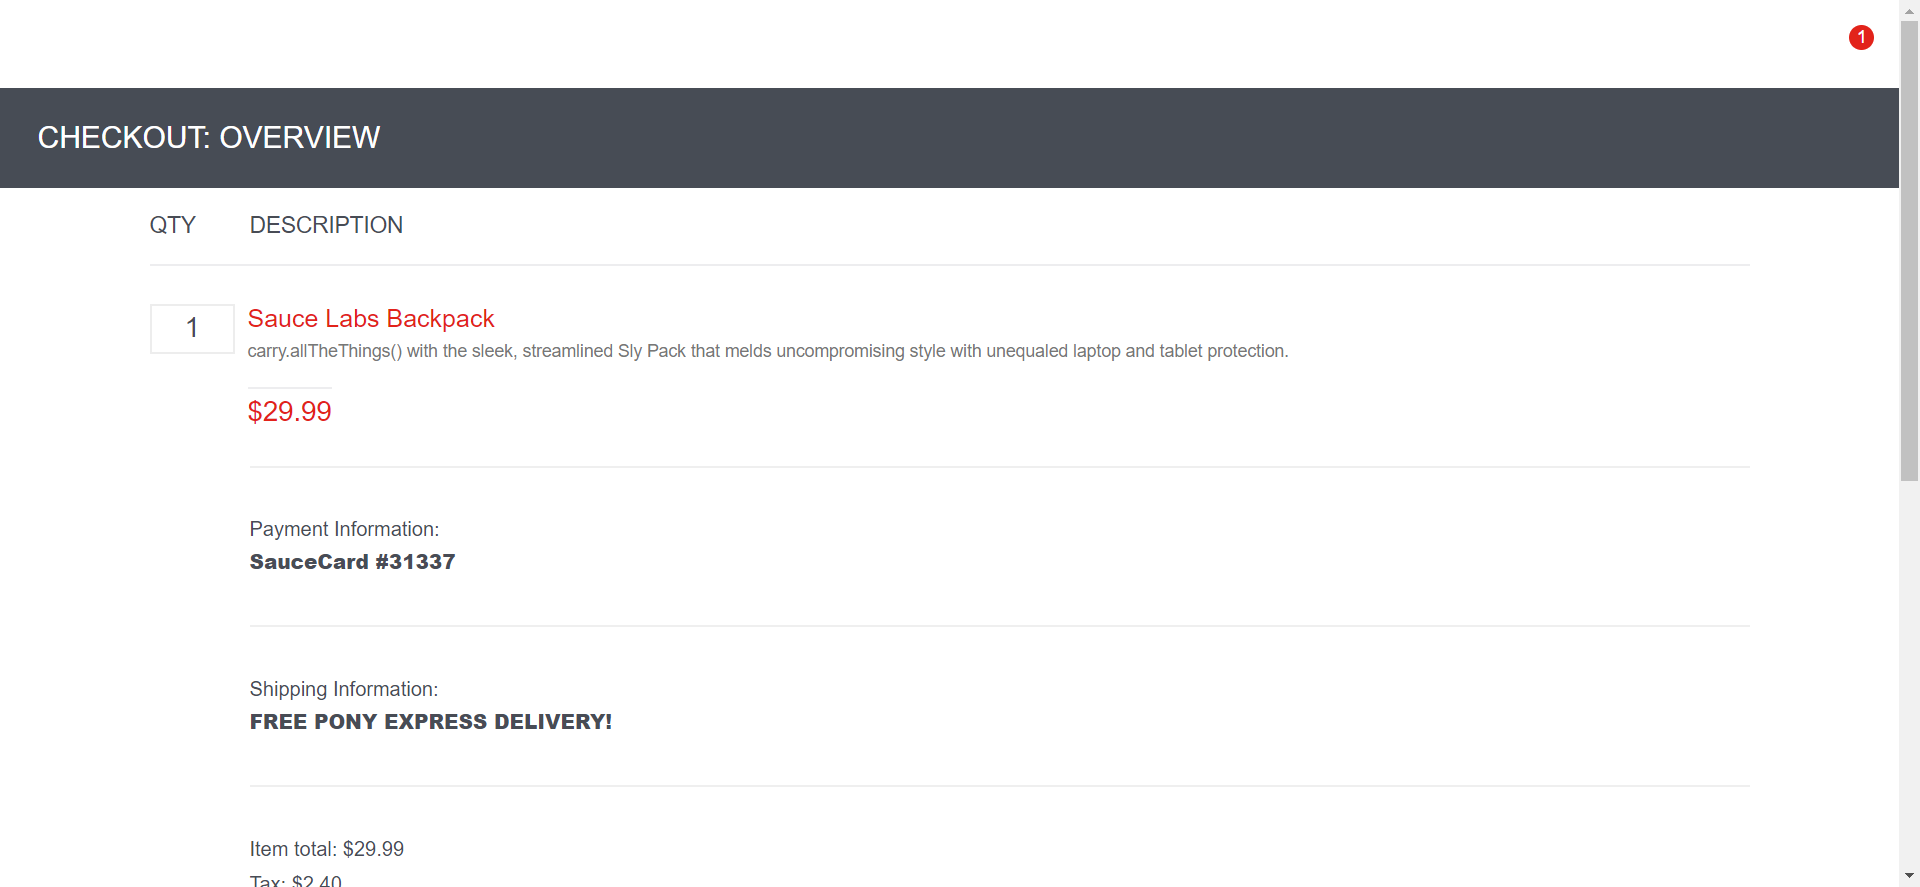 1
CHECKOUT: OVERVIEW
QTY DESCRIPTION
1 Sauce Labs Backpack
carry.allTheThings() with the sleek, streamlined Sly Pack that melds uncompromising style with unequaled laptop and tablet protection.
$29.99
Payment Information:
SauceCard #31337
Shipping Information:
FREE PONY EXPRESS DELIVERY!
Item total: $29.99
Tax: $2.40